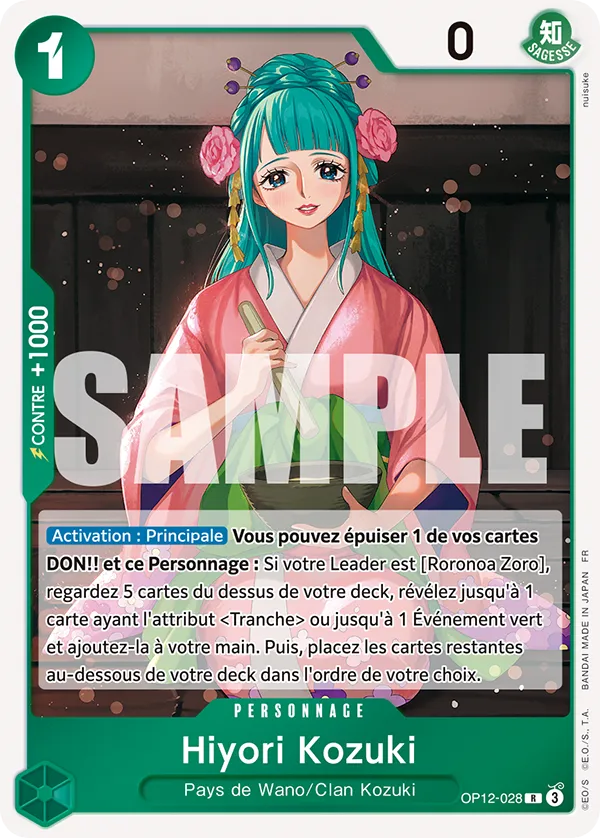 1
0
知
SAGESSE
nuisuke
CONTRE +1000
SAMPLE
Activation : Principale Vous pouvez épuiser 1 de vos cartes
DON!! et ce Personnage : Si votre Leader est [Roronoa Zoro],
regardez 5 cartes du dessus de votre deck, révélez jusqu'à 1
carte ayant l'attribut <Tranche> ou jusqu'à 1 Événement vert
et ajoutez-la à votre main. Puis, placez les cartes restantes
au-dessous de votre deck dans l'ordre de votre choix.
PERSONNAGE
Hiyori Kozuki
Pays de Wano/Clan Kozuki
OP12-028 R 3
©EO/S ©E.O./S., T.A. BANDAI MADE IN JAPAN FR